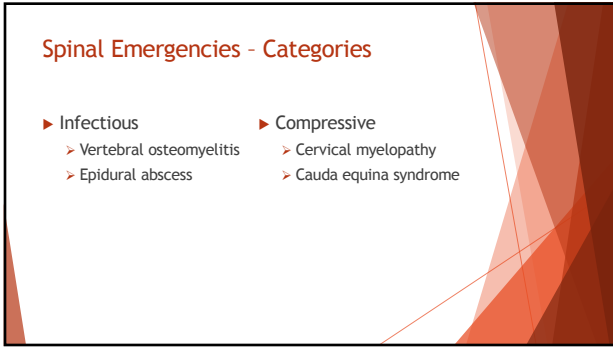 Spinal Emergencies – Categories
Infectious
Vertebral osteomyelitis
Epidural abscess
Compressive
Cervical myelopathy
Cauda equina syndrome